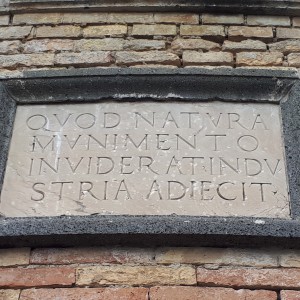 QVOD NATVRA
MVNIMENTO
INVIDERAT·INDV
STRIA ADIECIT·